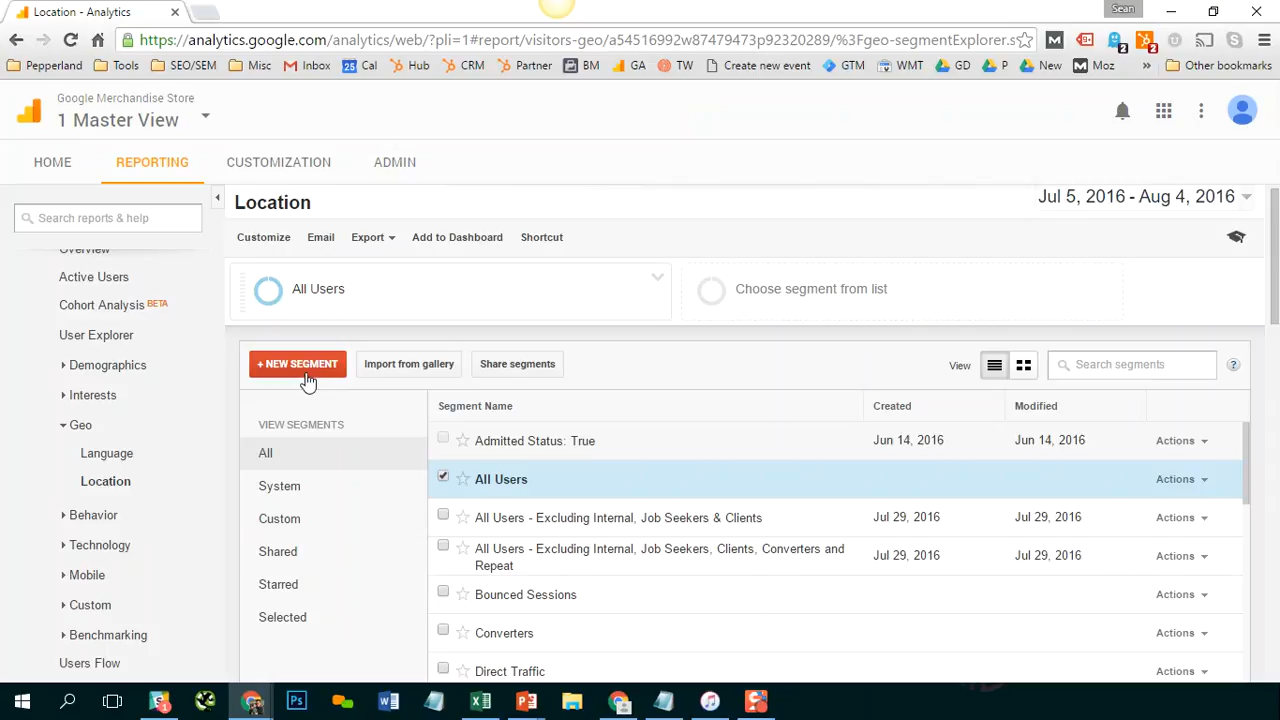 Location - Analytics
Sean
https://analytics.google.com/analytics/web/?pli=1#report/visitors-geo/a54516992w87479473p92320289/%3Fgeo-segmentExplorer.s
Pepperland
Tools
SEO/SEM
Misc
Inbox
25 Cal
Hub
CRM
Partner
BM
GA
TW
Create new event
GTM
WMT
GD
P
New
Moz
»
Other bookmarks
Google Merchandise Store
1 Master View
HOME
REPORTING
CUSTOMIZATION
ADMIN
Search reports & help
Overview
Active Users
Cohort Analysis BETA
User Explorer
Demographics
Interests
Geo
Language
Location
Behavior
Technology
Mobile
Custom
Benchmarking
Users Flow
Location
Jul 5, 2016 - Aug 4, 2016
Customize Email Export Add to Dashboard Shortcut
All Users
Choose segment from list
+ NEW SEGMENT
Import from gallery
Share segments
View
Search segments
?
VIEW SEGMENTS
All
System
Custom
Shared
Starred
Selected
Segment Name Created Modified
Admitted Status: True Jun 14, 2016 Jun 14, 2016 Actions
All Users Actions
All Users - Excluding Internal, Job Seekers & Clients Jul 29, 2016 Jul 29, 2016 Actions
All Users - Excluding Internal, Job Seekers, Clients, Converters and
Repeat Jul 29, 2016 Jul 29, 2016 Actions
Bounced Sessions Actions
Converters Actions
Direct Traffic Actions